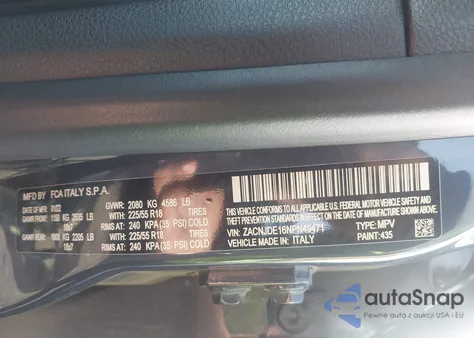 MFD BY FCA ITALY S.P.A.
GVWR: 2080 KG 4586 LB
DATE OF MFR: 10/22
GAWR FRONT: 1150 KG 2535 LB WITH 225/55 R18 TIRES
18x7 RIMS AT: 240 KPA (35 PSI) COLD
GAWR REAR: 1000 KG 2205 LB WITH 225/55 R18 TIRES
18x7 RIMS AT: 240 KPA (35 PSI) COLD
THIS VEHICLE CONFORMS TO ALL APPLICABLE
FEDERAL MOTOR VEHICLE SAFETY, BUMPER, AND
THEFT PREVENTION STANDARDS IN EFFECT ON THE
DATE OF MANUFACTURE SHOWN ABOVE
VIN: ZACNJDE16NPN49471
TYPE: MPV
MADE IN: ITALY
PAINT: 435
autaSnap
Pewne auta z aukcji USA i EU